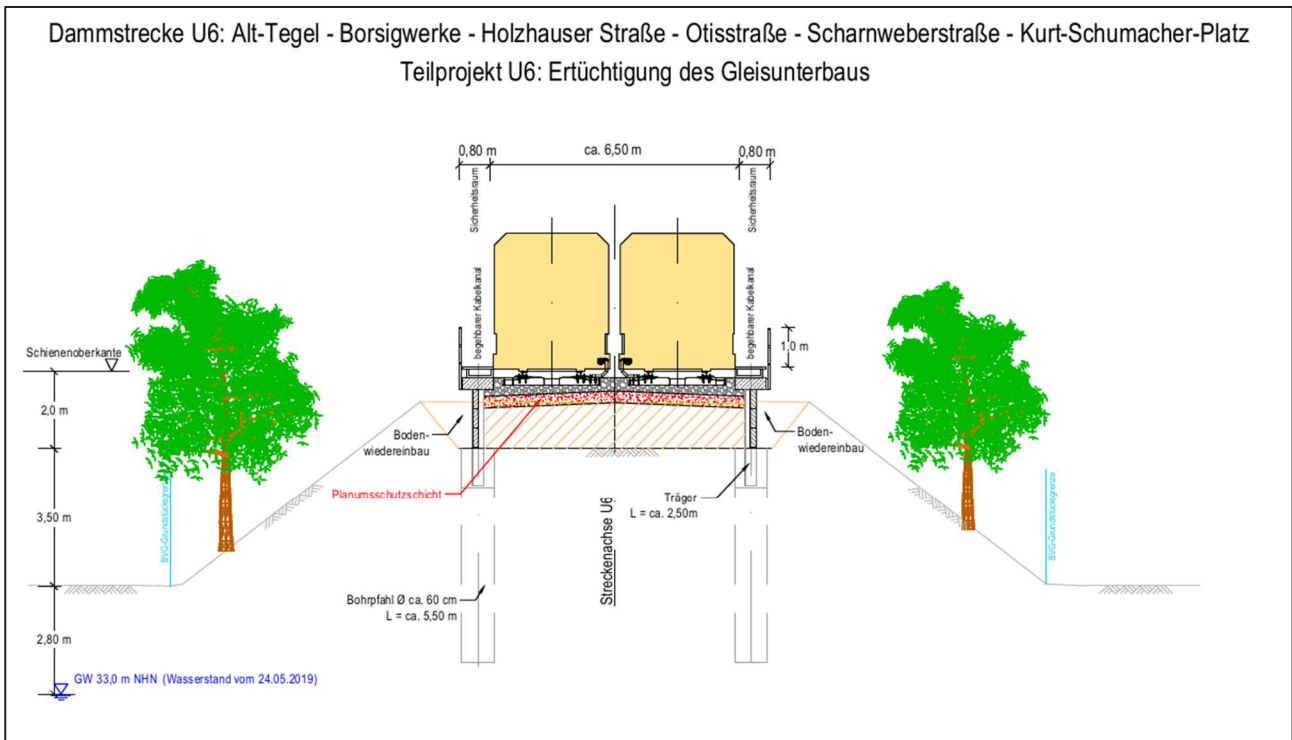 Dammstrecke U6: Alt-Tegel - Borsigwerke - Holzhauser Straße - Otisstraße - Scharnweberstraße - Kurt-Schumacher-Platz
Teilprojekt U6: Ertüchtigung des Gleisunterbaus
0,80 m
ca. 6,50 m
0,80 m
Sicherheitsraum
Sicherheitsraum
begehbarer Kabelkanal
begehbarer Kabelkanal
Schienenoberkante
1,0 m
2,0 m
Boden-
wiedereinbau
Boden-
wiedereinbau
Planumsschutzschicht
Träger
L = ca. 2,50m
3,50 m
BVG-Grundstücksgrenze
BVG-Grundstücksgrenze
Streckenachse U6
Bohrpfahl Ø ca. 60 cm
L = ca. 5,50 m
2,80 m
GW 33,0 m NHN (Wasserstand vom 24.05.2019)